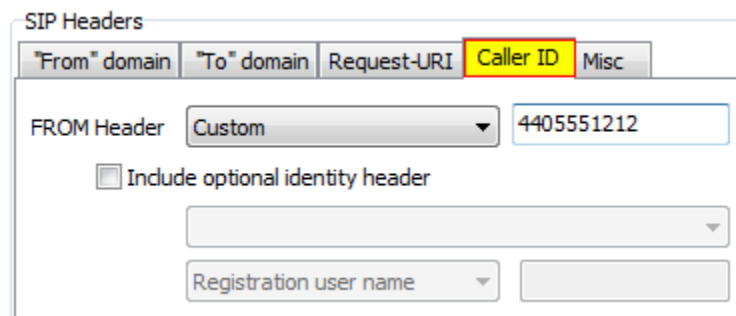 SIP Headers
"From" domain "To" domain Request-URI Caller ID Misc
FROM Header Custom 4405551212
Include optional identity header
Registration user name